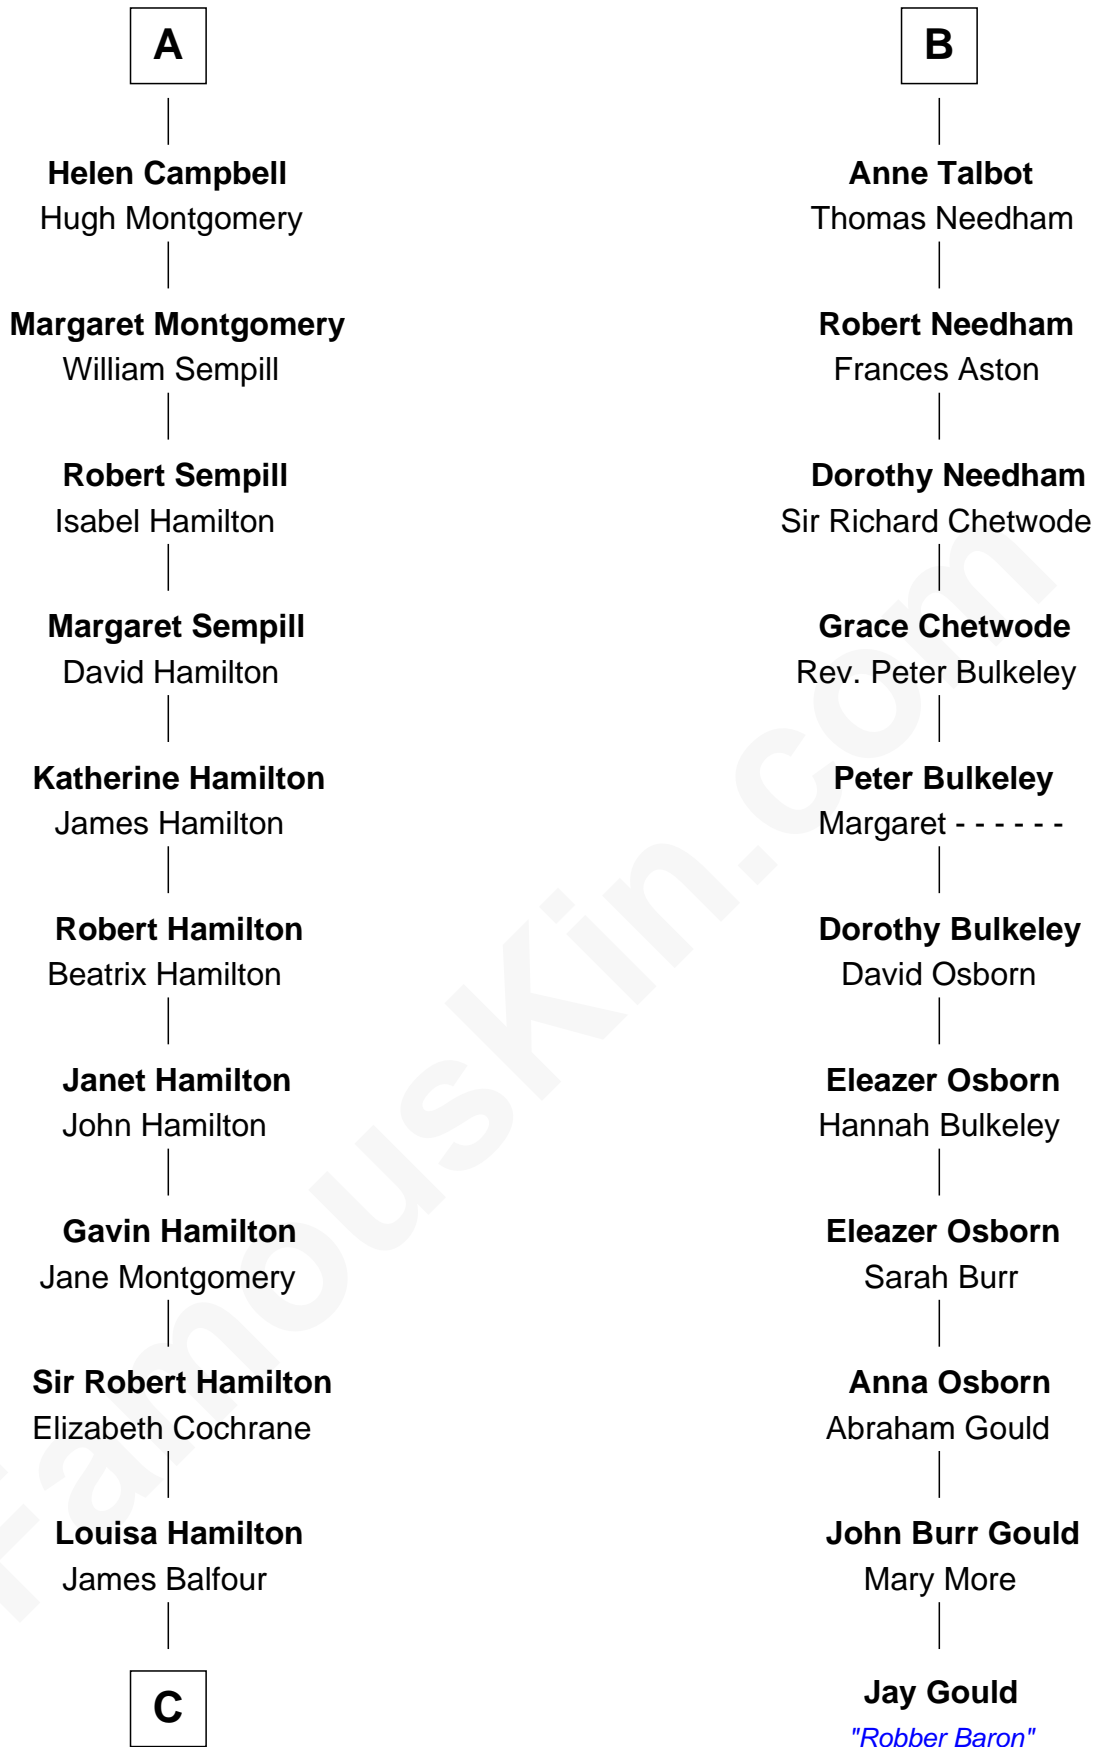 A
Helen Campbell
Hugh Montgomery
Margaret Montgomery
William Sempill
Robert Sempill
Isabel Hamilton
Margaret Sempill
David Hamilton
Katherine Hamilton
James Hamilton
Robert Hamilton
Beatrix Hamilton
Janet Hamilton
John Hamilton
Gavin Hamilton
Jane Montgomery
Sir Robert Hamilton
Elizabeth Cochrane
Louisa Hamilton
James Balfour
C
B
Anne Talbot
Thomas Needham
Robert Needham
Frances Aston
Dorothy Needham
Sir Richard Chetwode
Grace Chetwode
Rev. Peter Bulkeley
Peter Bulkeley
Margaret - - - - - -
Dorothy Bulkeley
David Osborn
Eleazer Osborn
Hannah Bulkeley
Eleazer Osborn
Sarah Burr
Anna Osborn
Abraham Gould
John Burr Gould
Mary More
Jay Gould
"Robber Baron"
FamousKin.com